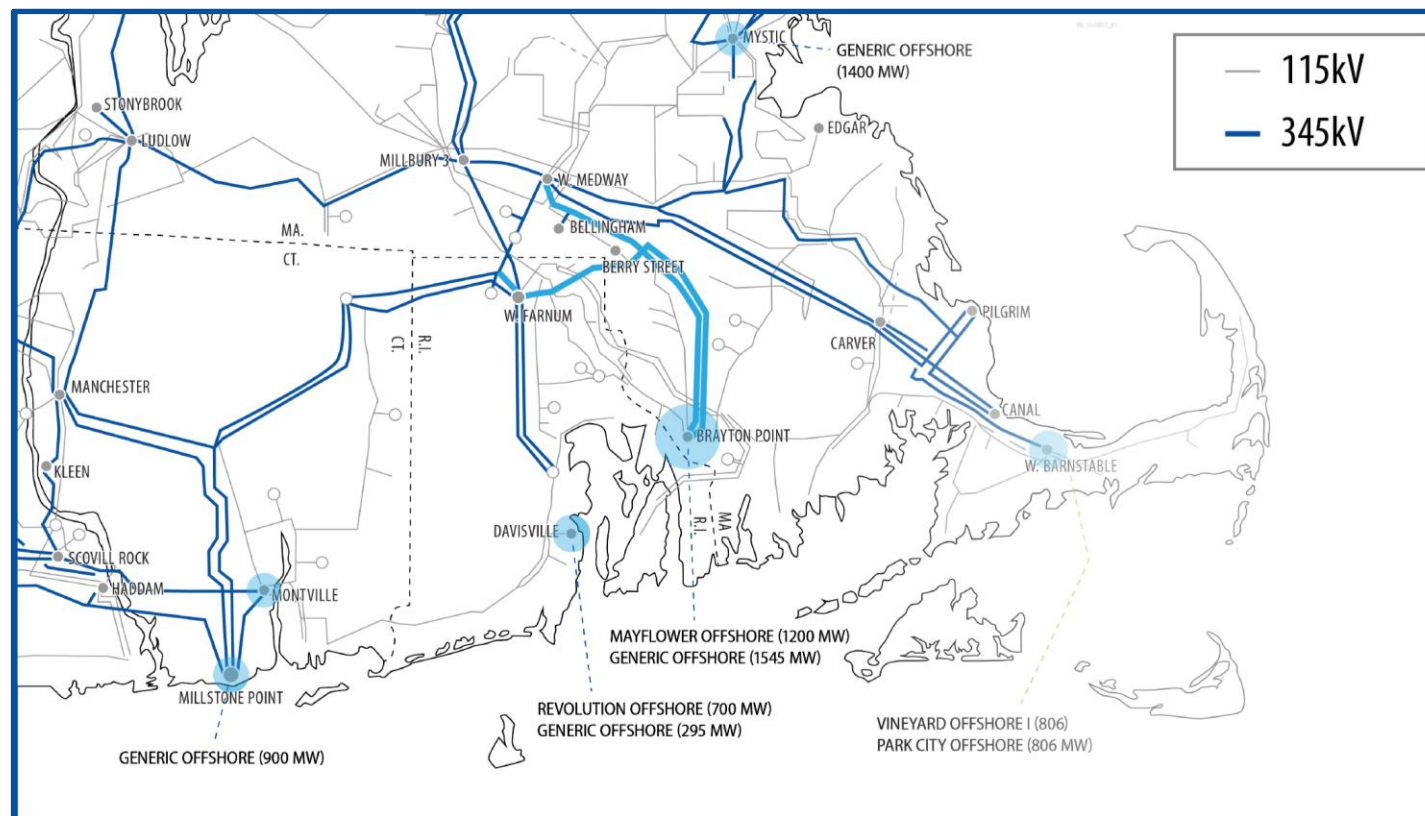 MYSTIC
GENERIC OFFSHORE
(1400 MW)
115kV
345kV
STONYBROOK
LUDLOW
EDGAR
MILLBURY 3
W. MEDWAY
BELLINGHAM
BERRY STREET
MA.
CT.
W. FARNUM
R.I.
CT.
PILGRIM
CARVER
MANCHESTER
CANAL
BRAYTON POINT
W. BARNSTABLE
KLEEN
DAVISVILLE
R.I.
MA
SCOVILL ROCK
HADDAM
MONTVILLE
MAYFLOWER OFFSHORE (1200 MW)
GENERIC OFFSHORE (1545 MW)
MILLSTONE POINT
REVOLUTION OFFSHORE (700 MW)
GENERIC OFFSHORE (295 MW)
VINEYARD OFFSHORE I (806)
PARK CITY OFFSHORE (806 MW)
GENERIC OFFSHORE (900 MW)